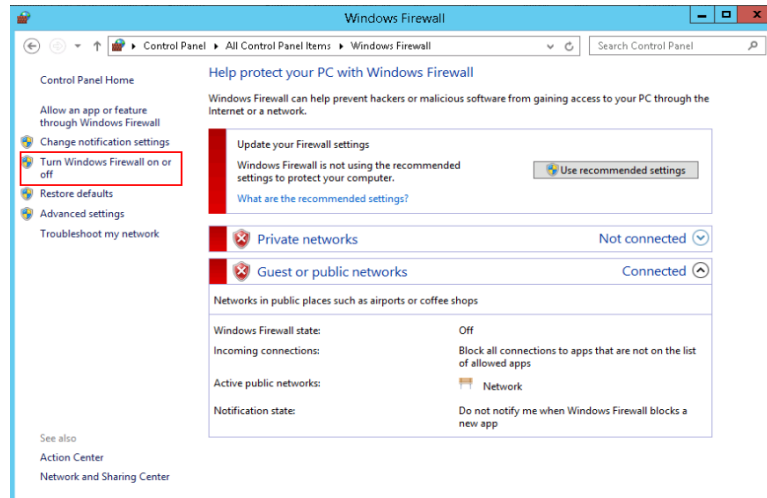 Windows Firewall
Control Panel ▸ All Control Panel Items ▸ Windows Firewall
Search Control Panel
Control Panel Home
Allow an app or feature
through Windows Firewall
Change notification settings
Turn Windows Firewall on or
off
Restore defaults
Advanced settings
Troubleshoot my network
See also
Action Center
Network and Sharing Center
Help protect your PC with Windows Firewall
Windows Firewall can help prevent hackers or malicious software from gaining access to your PC through the
Internet or a network.
Update your Firewall settings
Windows Firewall is not using the recommended
settings to protect your computer.
What are the recommended settings?
Use recommended settings
Private networks Not connected
Guest or public networks Connected
Networks in public places such as airports or coffee shops
Windows Firewall state: Off
Incoming connections: Block all connections to apps that are not on the list
of allowed apps
Active public networks: Network
Notification state: Do not notify me when Windows Firewall blocks a
new app